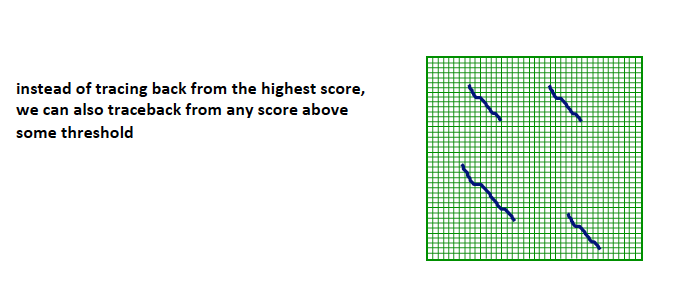 instead of tracing back from the highest score,
we can also traceback from any score above
some threshold